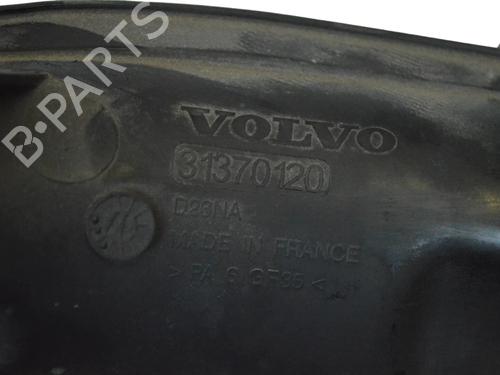 B-PARTS
VOLVO
31370120
D23NA
MADE IN FRANCE
> PA 6 GF35 <